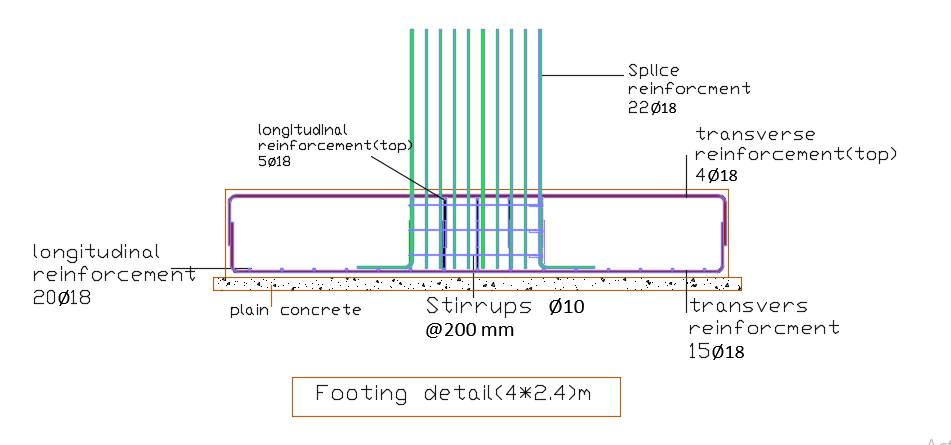 Splice
reinforcment
22Ø18
longitudinal
reinforcement(top)
5Ø18
transverse
reinforcement(top)
4Ø18
longitudinal
reinforcement
20Ø18
plain concrete
Stirrups Ø10
@200 mm
transvers
reinforcment
15Ø18
Footing detail(4*2.4)m